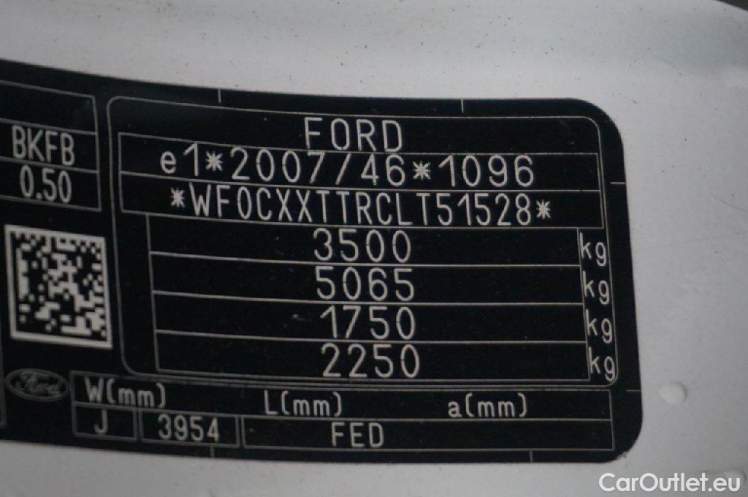 FORD
BKFB
e1*2007/46*1096
0.50
*WF0CXXTTRCLT51528*
3500 kg
5065 kg
1750 kg
2250 kg
Ford
W(mm) L(mm) a(mm)
J 3954 FED
CarOutlet.eu